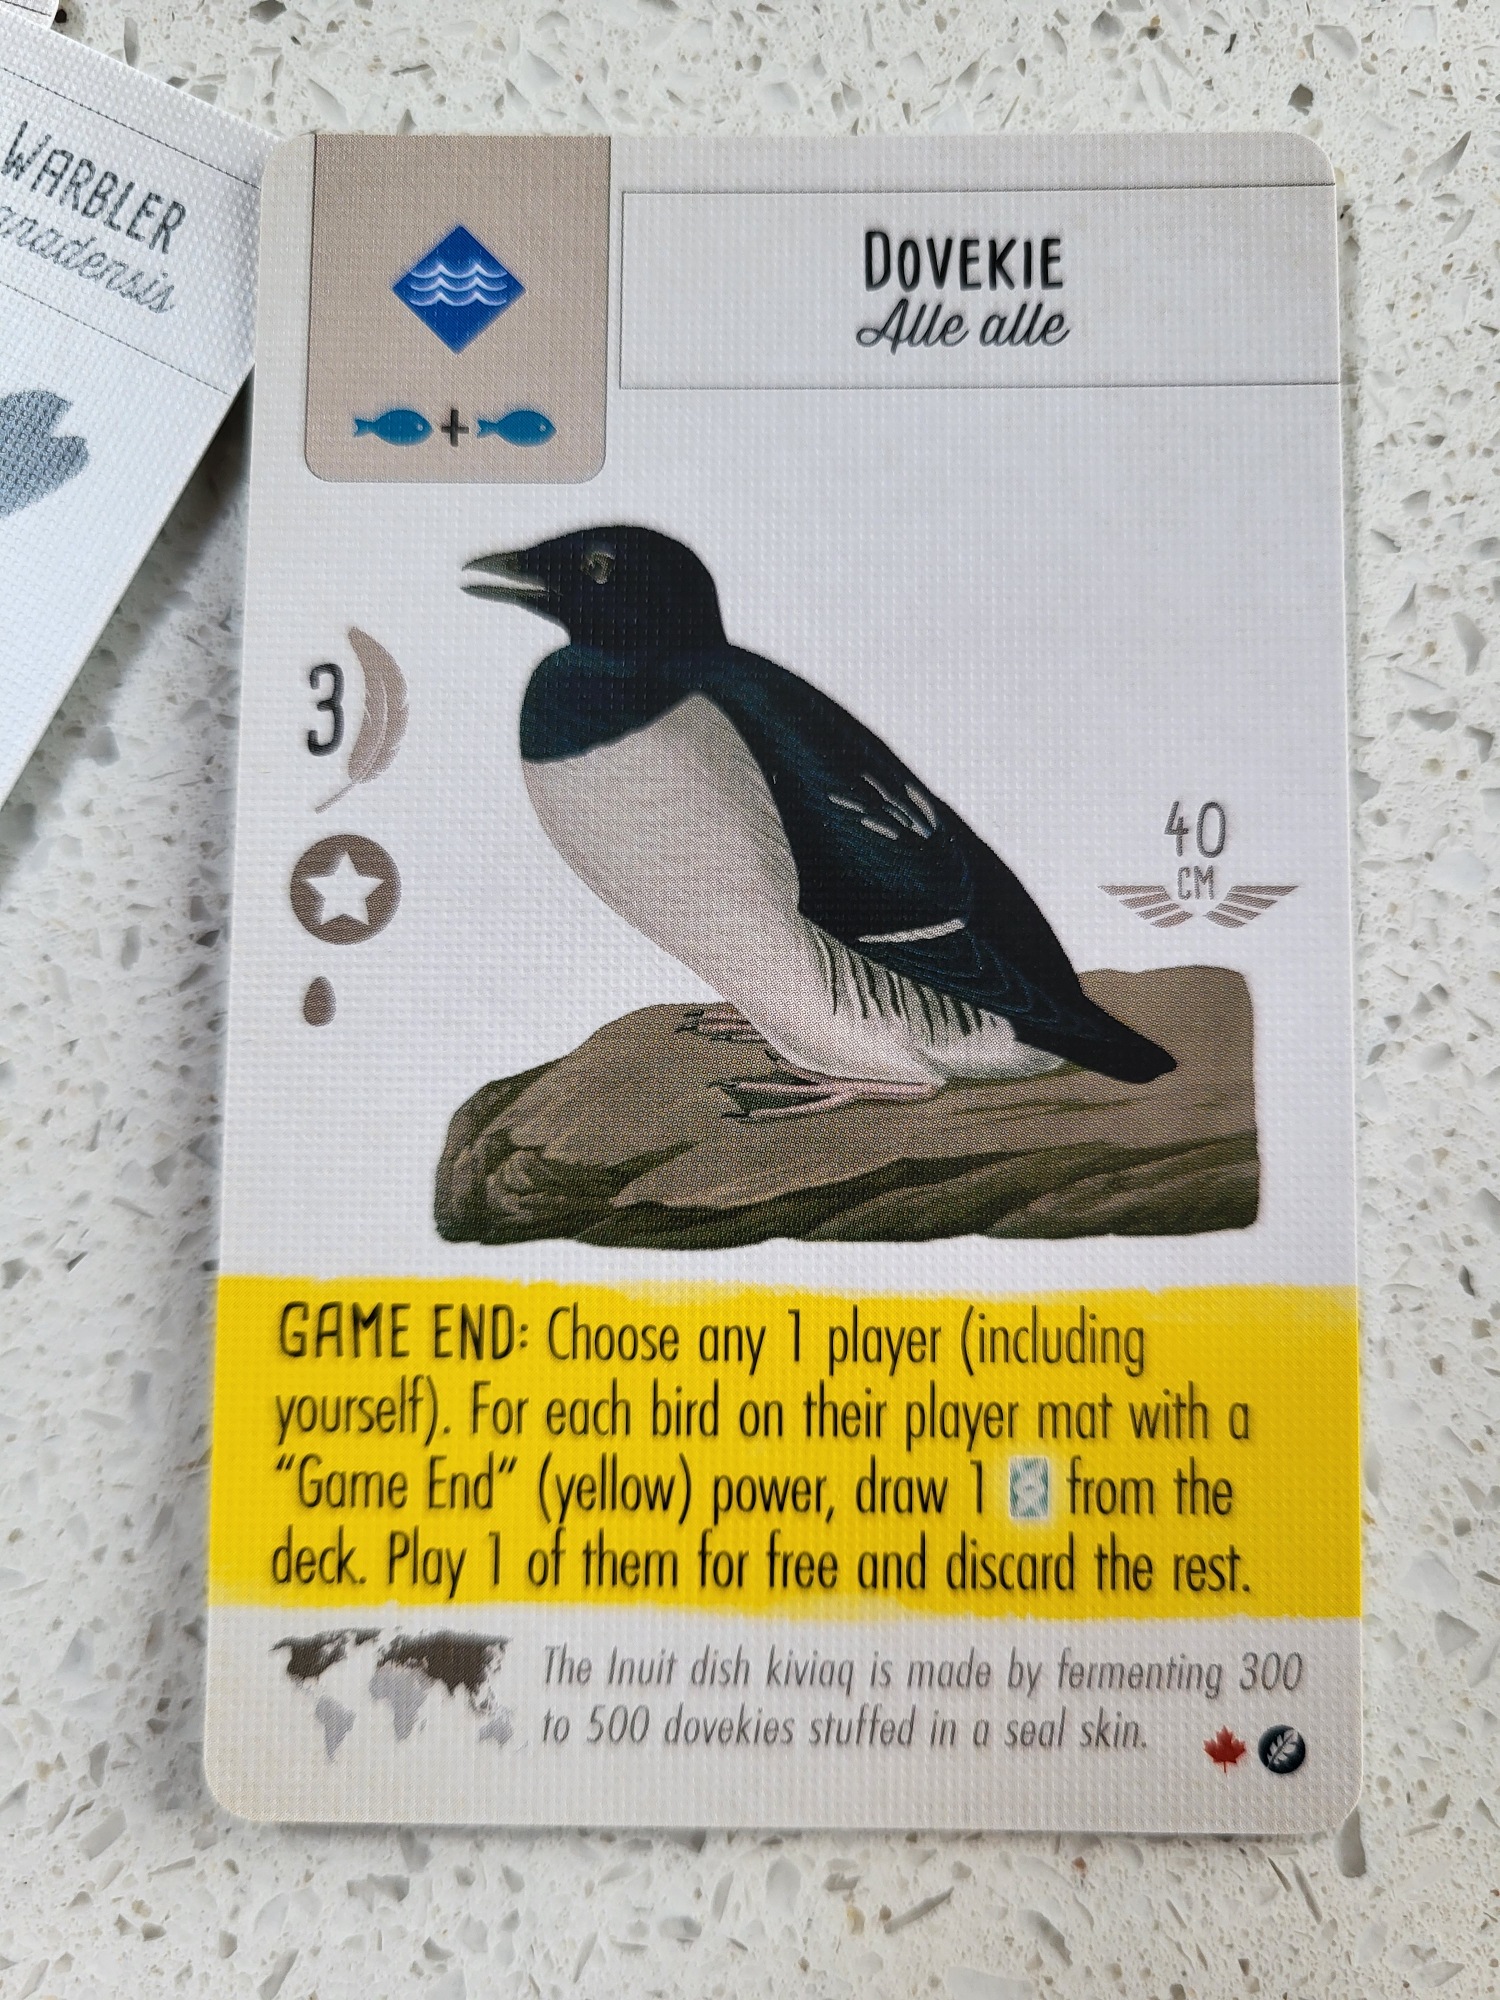 WARBLER
anadensis
DOVEKIE
Alle alle
+
3
40
CM
GAME END: Choose any 1 player (including
yourself). For each bird on their player mat with a
"Game End" (yellow) power, draw 1 from the
deck. Play 1 of them for free and discard the rest.
The Inuit dish kiviaq is made by fermenting 300
to 500 dovekies stuffed in a seal skin.